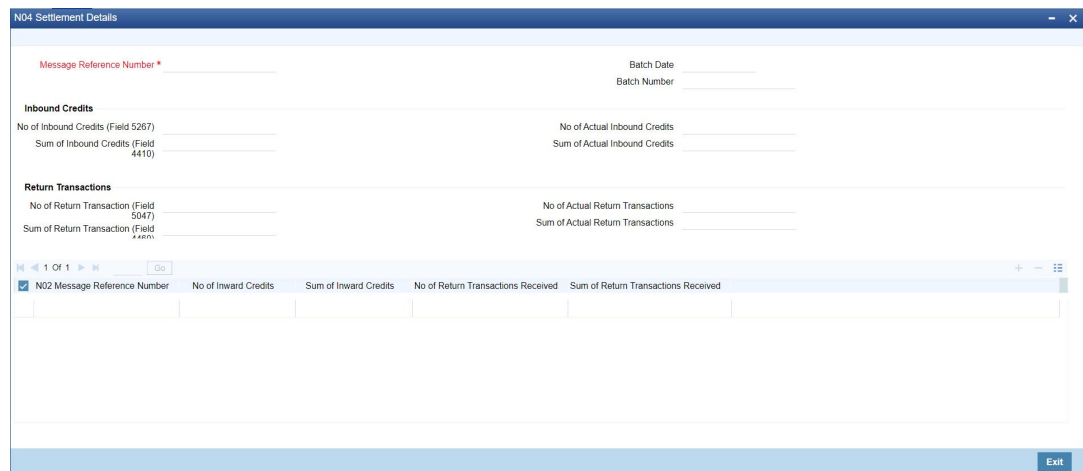 N04 Settlement Details
Message Reference Number *
Batch Date
Batch Number
Inbound Credits
No of Inbound Credits (Field 5267)
No of Actual Inbound Credits
Sum of Inbound Credits (Field
4410)
Sum of Actual Inbound Credits
Return Transactions
No of Return Transaction (Field
5047)
No of Actual Return Transactions
Sum of Return Transaction (Field
4460)
Sum of Actual Return Transactions
1 Of 1
Go
N02 Message Reference Number No of Inward Credits Sum of Inward Credits No of Return Transactions Received Sum of Return Transactions Received
Exit